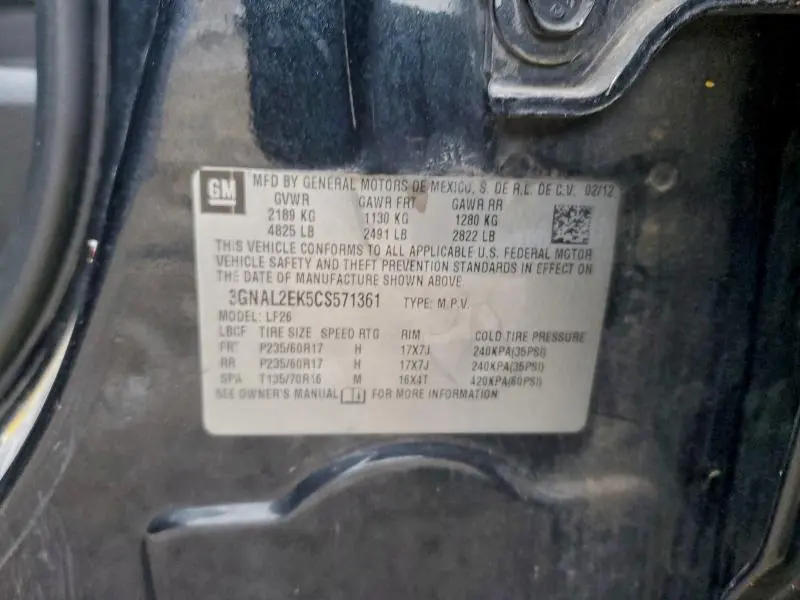 GM MFD BY GENERAL MOTORS DE MEXICO, S. DE R.L. DE C.V. 02/12
GVWR GAWR FRT GAWR RR
2189 KG 1130 KG 1280 KG
4825 LB 2491 LB 2822 LB
THIS VEHICLE CONFORMS TO ALL APPLICABLE U.S. FEDERAL MOTOR
VEHICLE SAFETY AND THEFT PREVENTION STANDARDS IN EFFECT ON
THE DATE OF MANUFACTURE SHOWN ABOVE.
3GNAL2EK5CS571361 TYPE: M.P.V.
MODEL: LF26
LBCF TIRE SIZE SPEED RTG RIM COLD TIRE PRESSURE
FRT P235/60R17 H 17X7J 240KPA(35PSI)
RR P235/60R17 H 17X7J 240KPA(35PSI)
SPA T135/70R16 M 16X4T 420KPA(60PSI)
SEE OWNER'S MANUAL FOR MORE INFORMATION